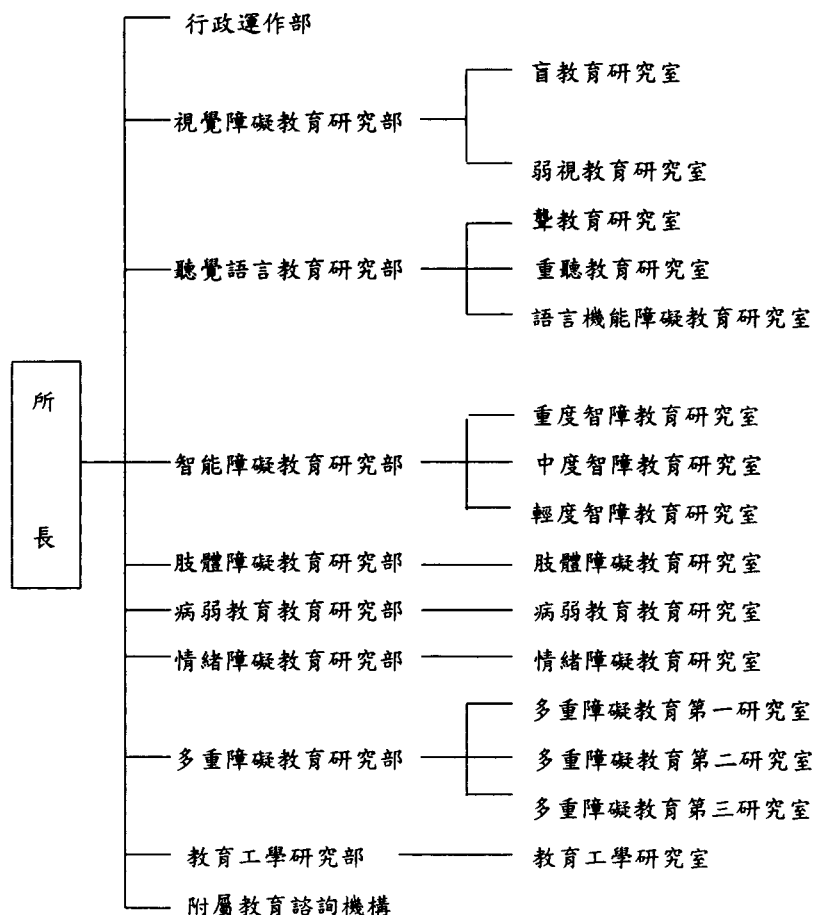 行政運作部
盲教育研究室
視覺障礙教育研究部
弱視教育研究室
聾教育研究室
聽覺語言教育研究部
重聽教育研究室
語言機能障礙教育研究室
所長
重度智障教育研究室
智能障礙教育研究部
中度智障教育研究室
輕度智障教育研究室
肢體障礙教育研究部
肢體障礙教育研究室
病弱教育教育研究部
病弱教育教育研究室
情緒障礙教育研究部
情緒障礙教育研究室
多重障礙教育第一研究室
多重障礙教育研究部
多重障礙教育第二研究室
多重障礙教育第三研究室
教育工學研究部
教育工學研究室
附屬教育諮詢機構